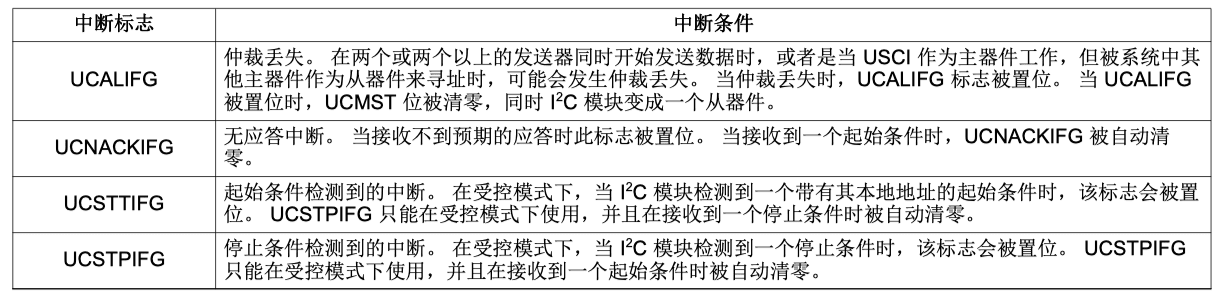 中断标志 中断条件
仲裁丢失。 在两个或两个以上的发送器同时开始发送数据时，或者是当 USCI 作为主器件工作，但被系统中其
UCALIFG 他主器件作为从器件来寻址时，可能会发生仲裁丢失。 当仲裁丢失时，UCALIFG 标志被置位。 当 UCALIFG
被置位时，UCMST 位被清零，同时 I²C 模块变成一个从器件。
UCNACKIFG 无应答中断。 当接收不到预期的应答时此标志被置位。 当接收到一个起始条件时，UCNACKIFG 被自动清
零。
UCSTTIFG 起始条件检测到的中断。 在受控模式下，当 I²C 模块检测到一个带有其本地地址的起始条件时，该标志会被置
位。 UCSTPIFG 只能在受控模式下使用，并且在接收到一个停止条件时被自动清零。
UCSTPIFG 停止条件检测到的中断。 在受控模式下，当 I²C 模块检测到一个停止条件时，该标志会被置位。 UCSTPIFG
只能在受控模式下使用，并且在接收到一个起始条件时被自动清零。